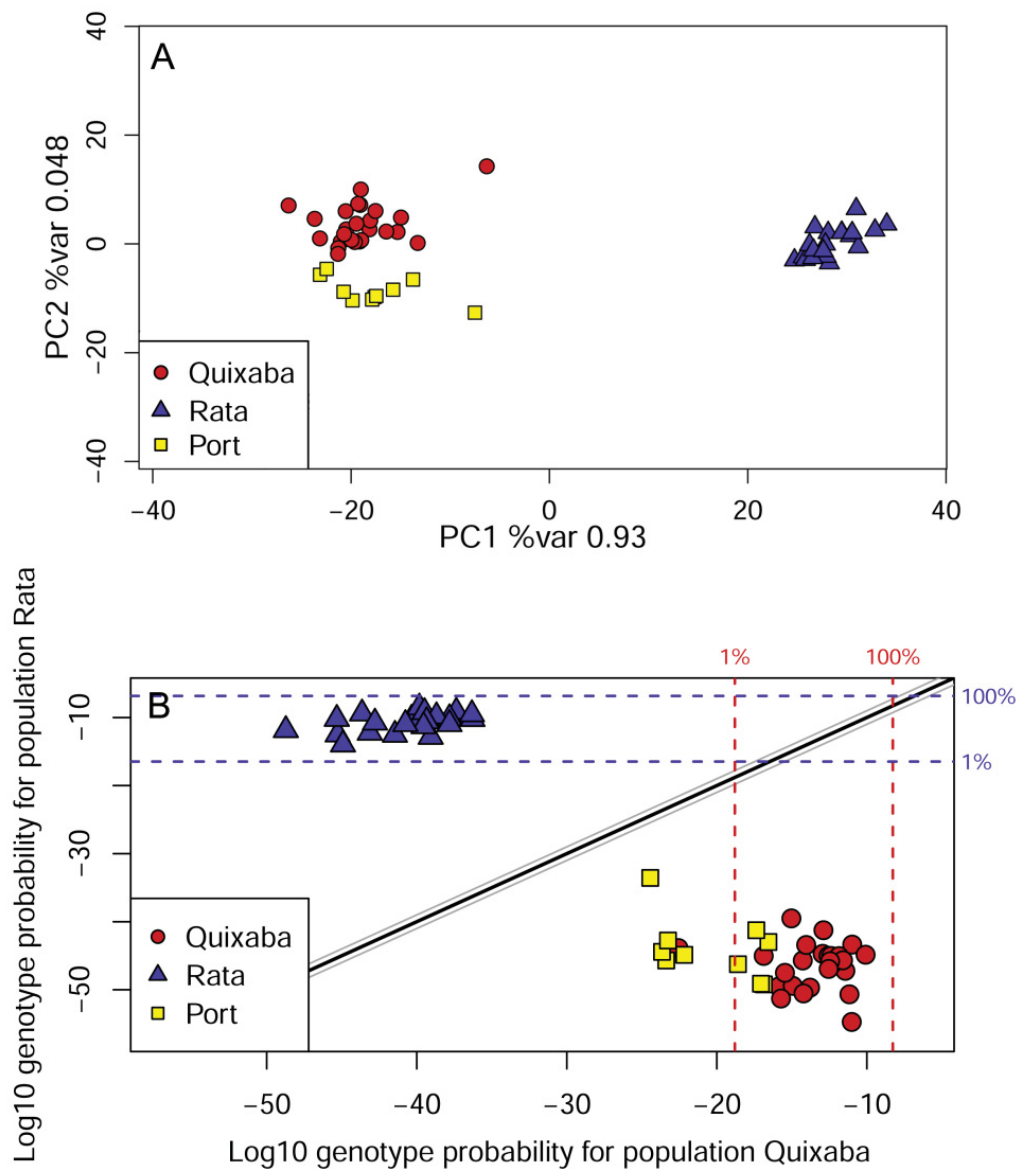 A
40
20
0
−20
−40
PC2 %var 0.048
Quixaba
Rata
Port
−40
−20
0
20
40
PC1 %var 0.93
1%
100%
B
100%
1%
−10
−30
−50
Log10 genotype probability for population Rata
Quixaba
Rata
Port
−50
−40
−30
−20
−10
Log10 genotype probability for population Quixaba